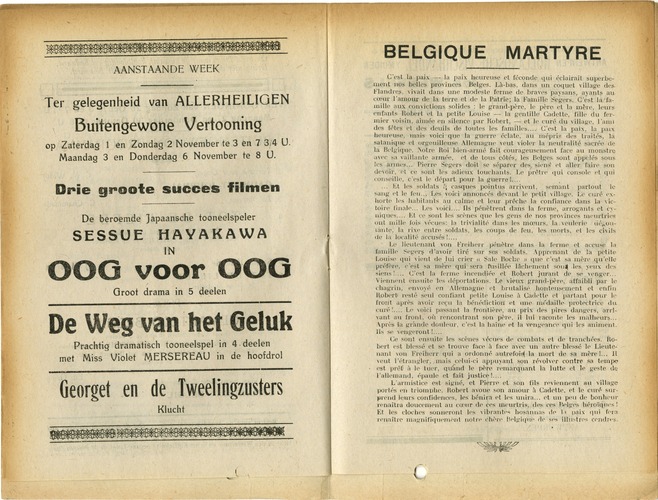 AANSTAANDE WEEK
Ter gelegenheid van ALLERHEILIGEN
Buitengewone Vertooning
op Zaterdag 1 en Zondag 2 November te 3 en 7 3/4 U.
Maandag 3 en Donderdag 6 November te 8 U.
Drie groote succes filmen
De beroemde Japaansche tooneelspeler
SESSUE HAYAKAWA
IN
OOG voor OOG
Groot drama in 5 deelen
De Weg van het Geluk
Prachtig dramatisch tooneelspel in 4 deelen
met Miss Violet MERSEREAU in de hoofdrol
Georget en de Tweelingzusters
Klucht
BELGIQUE MARTYRE
C'est la paix — la paix heureuse et féconde qui éclairait superbe-
ment nos belles provinces Belges. Là-bas, dans un coquet village des
Flandres, vivait dans une modeste ferme de braves paysans, ayants au
cœur l'amour de la terre et de la Patrie; la Famille Segers. C'est la fa-
mille aux convictions solides : le grand-père, le père et la mère, leurs
enfants Robert et la petite Louise — la gentille Cadette, fille du fer-
mier voisin, aimée en silence par Robert, — et le curé du village, l'ami
des fêtes et des deuils de toutes les familles.... C'est la paix, la paix
heureuse, mais voici que la guerre éclate, au mépris des traités, la
satanique et orgueilleuse Allemagne veut violer la neutralité sacrée de
la Belgique. Notre Roi bien-aimé fait courageusement face au monstre
avec sa vaillante armée, et de tous côtés, les Belges sont appelés sous
les armes... Pierre Segers doit se séparer des siens et aller faire son
devoir, et ce sont les adieux touchants. Le prêtre qui console et qui
conseille, c'est le départ pour la guerre!...
Et les soldats à casques pointus arrivent, semant partout le
sang et le feu... Les voici annoncés devant le petit village. Le curé ex-
horte les habitants au calme et leur prêche la confiance dans la vic-
toire finale... Les voici... Ils pénètrent dans la ferme, arrogants et cy-
niques.... Et ce sont les scènes que les gens de nos provinces meurtries
ont mille fois vécues: la trivialité dans les mœurs, la veulerie
la rixe entre soldats, les coups de feu, les morts, et les civils
de la localité accusés!...
Le lieutenant von Freiherr pénètre dans la ferme et accuse la
famille Segers d'avoir tiré sur ses soldats. Apprenant de la petite
Louise qui vient de lui crier « Sale Boche » que c'est sa mère qu'elle
préfère, c'est sa mère qui sera fusillée lâchement sous les yeux des
siens!... C'est la ferme incendiée et Robert jurant de se venger...
Viennent ensuite les déportations. Le vieux grand-père, affaibli par le
chagrin, envoyé en Allemagne et brutalisé honteusement et enfin
Robert resté seul confiant petite Louise à Cadette et partant pour le
front après avoir reçu la bénédiction et une médaille protectrice du
curé!.... Le voici passant la frontière, au prix des pires dangers, arri-
vant au front, où rencontrant son père, il lui raconte les malheurs...
Après la grande douleur, c'est la haine et la vengeance qui les animent.
Ils se vengeront!...
Ce sont ensuite les scènes vécues de combats et de tranchées. Ro-
bert est blessé et se trouve face à face avec un autre blessé le Lieute-
nant von Freiherr qui a ordonné autrefois la mort de sa mère!... Il
veut l'étrangler, mais celui-ci appuyant son révolver contre sa tempe
est prêt à le tuer, quand le père remarquant la lutte et le geste de
l'allemand, épaule et fait justice!...
L'armistice est signé, et Pierre et son fils reviennent au village
portés en triomphe. Robert avoue son amour à Cadette, et le curé sur-
prend leurs confidences, les bénira et les unira... et un peu de bonheur
renaîtra doucement au cœur de ces meurtris, des ces Belges héroïques!
Et les cloches sonneront les vibrantes hosannas de la paix qui fera
renaître magnifiquement notre chère Belgique de ses illustres cendres.